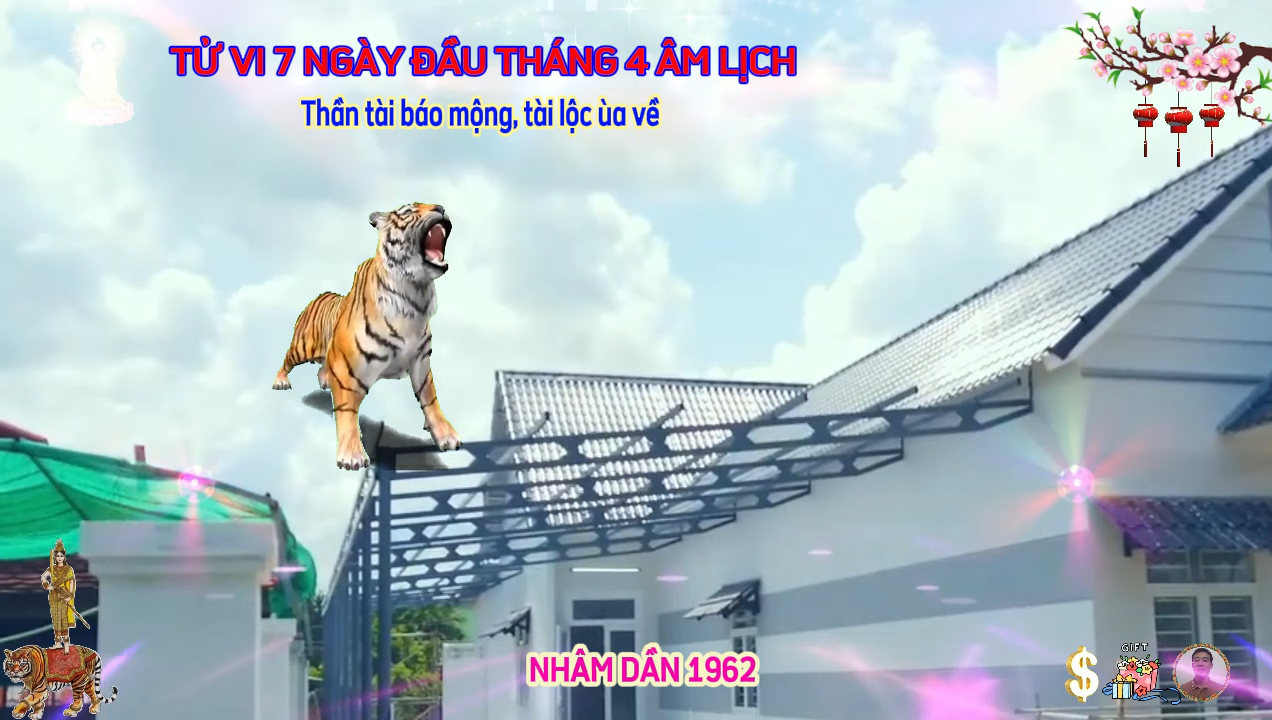 TỬ VI 7 NGÀY ĐẦU THÁNG 4 ÂM LỊCH
Thần tài báo mộng, tài lộc ùa về
NHÂM DẦN 1962
GIFT
$